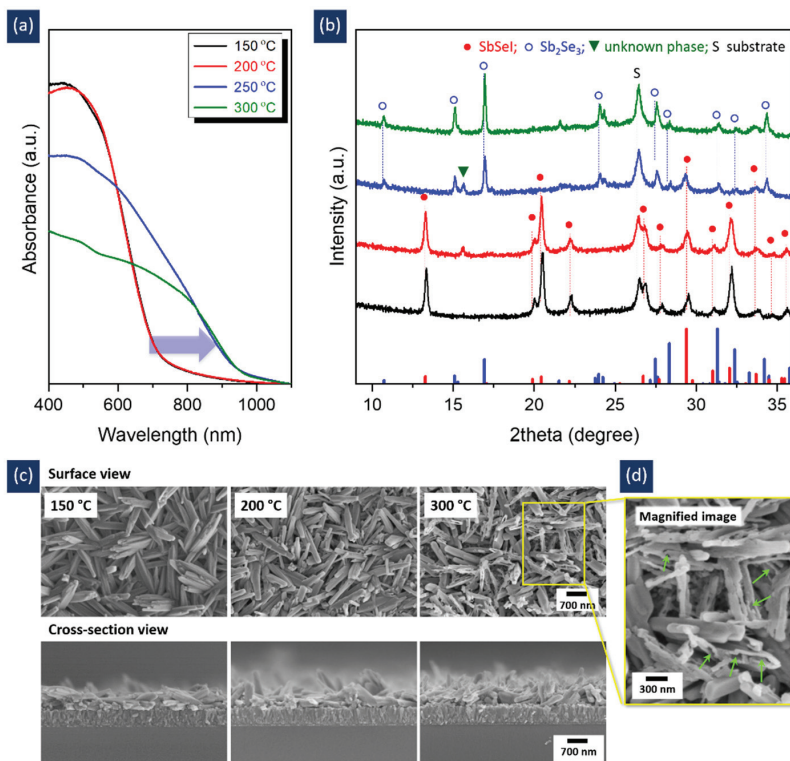 (a)
150 °C
200 °C
250 °C
300 °C
Absorbance (a.u.)
400 600 800 1000
Wavelength (nm)
(b)
SbSeI; Sb₂Se₃; unknown phase; S substrate
S
Intensity (a.u.)
10 15 20 25 30 35
2theta (degree)
(c)
Surface view
150 °C
200 °C
300 °C
700 nm
Cross-section view
700 nm
(d)
Magnified image
300 nm